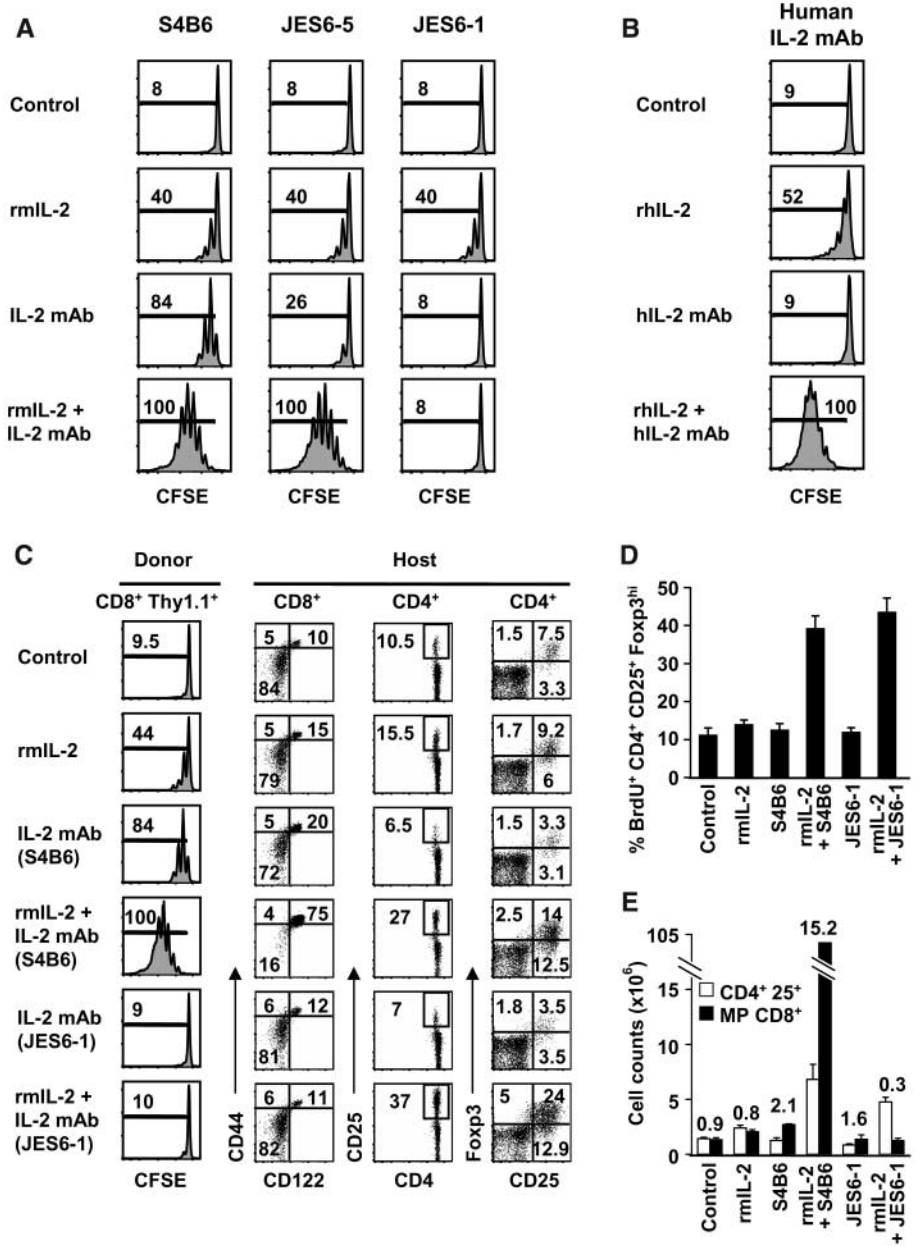 A
S4B6 JES6-5 JES6-1
Control
8 8 8
rmIL-2
40 40 40
IL-2 mAb
84 26 8
rmIL-2 +
IL-2 mAb
100 100 8
CFSE CFSE CFSE
B
Human
IL-2 mAb
Control
9
rhIL-2
52
hIL-2 mAb
9
rhIL-2 +
hIL-2 mAb
100
CFSE
C
Donor Host
CD8+ Thy1.1+ CD8+ CD4+ CD4+
Control
9.5 5 10 84 10.5 1.5 7.5 3.3
rmIL-2
44 5 15 79 15.5 1.7 9.2 6
IL-2 mAb
(S4B6)
84 5 20 72 6.5 1.5 3.3 3.1
rmIL-2 +
IL-2 mAb
(S4B6)
100 4 75 16 27 2.5 14 12.5
IL-2 mAb
(JES6-1)
9 6 12 81 7 1.8 3.5 3.5
rmIL-2 +
IL-2 mAb
(JES6-1)
10 6 11 82 37 5 24 12.9
CD44 CD25 Foxp3
CFSE CD122 CD4 CD25
D
% BrdU+ CD4+ CD25+ Foxp3hi
50
40
30
20
10
0
Control
rmIL-2
S4B6
rmIL-2
+ S4B6
JES6-1
rmIL-2
+ JES6-1
E
Cell counts (x10⁶)
105
15
10
5
0
15.2
CD4+ 25+
MP CD8+
0.9 0.8 2.1 1.6 0.3
Control
rmIL-2
S4B6
rmIL-2
+ S4B6
JES6-1
rmIL-2
+ JES6-1